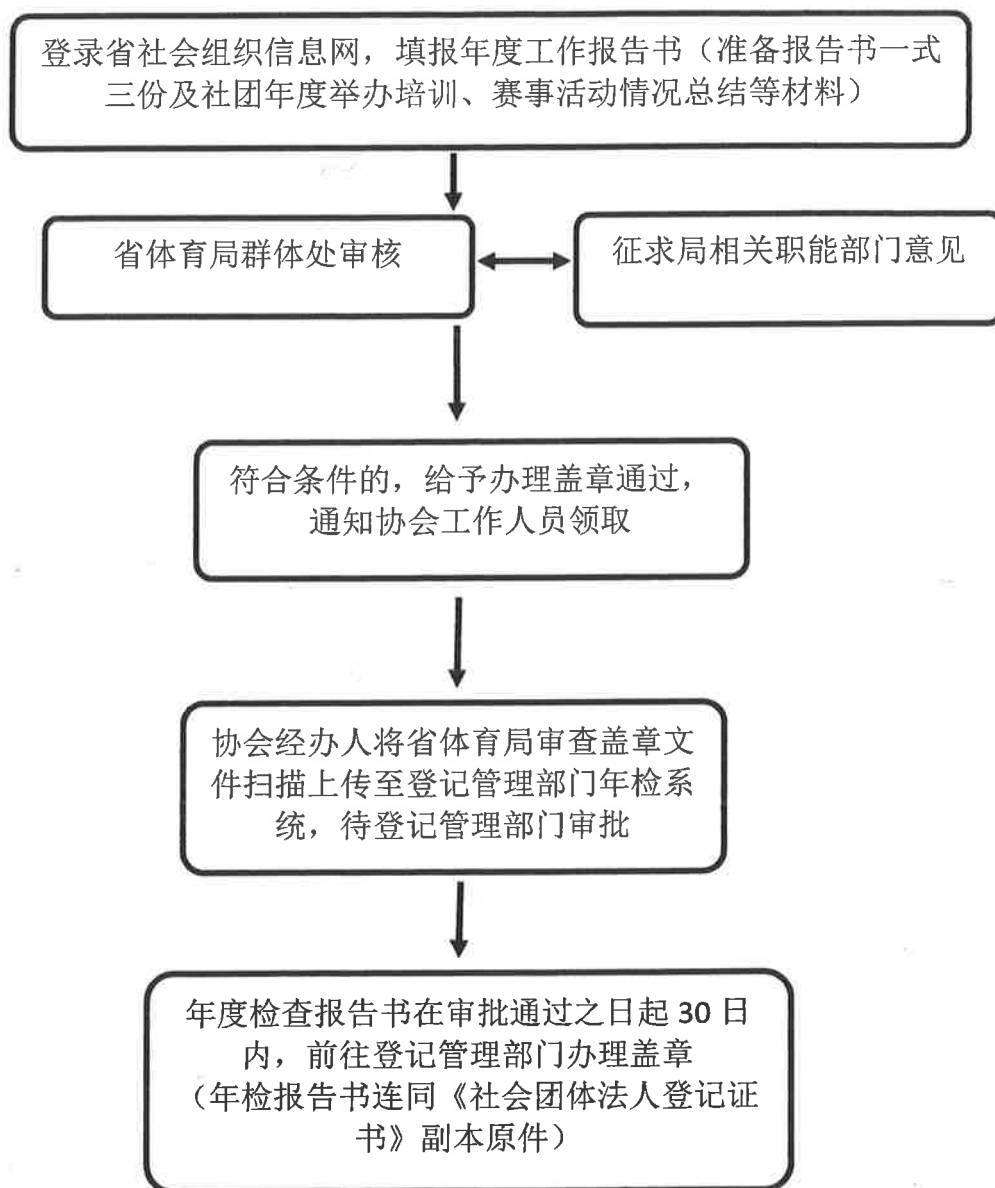 登录省社会组织信息网，填报年度工作报告书（准备报告书一式
三份及社团年度举办培训、赛事活动情况总结等材料）
省体育局群体处审核
征求局相关职能部门意见
符合条件的，给予办理盖章通过，
通知协会工作人员领取
协会经办人将省体育局审查盖章文
件扫描上传至登记管理部门年检系
统，待登记管理部门审批
年度检查报告书在审批通过之日起 30 日
内，前往登记管理部门办理盖章
（年检报告书连同《社会团体法人登记证
书》副本原件）